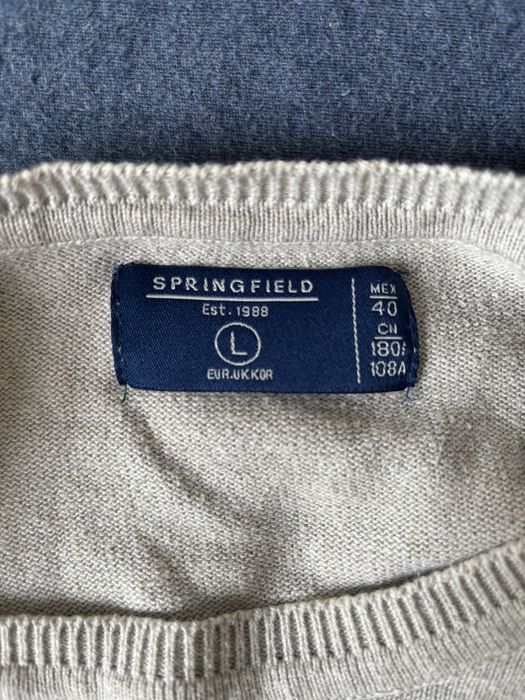 SPRINGFIELD
Est. 1988
L
EUR.UK KOR
MEX
40
CN
180/
108A